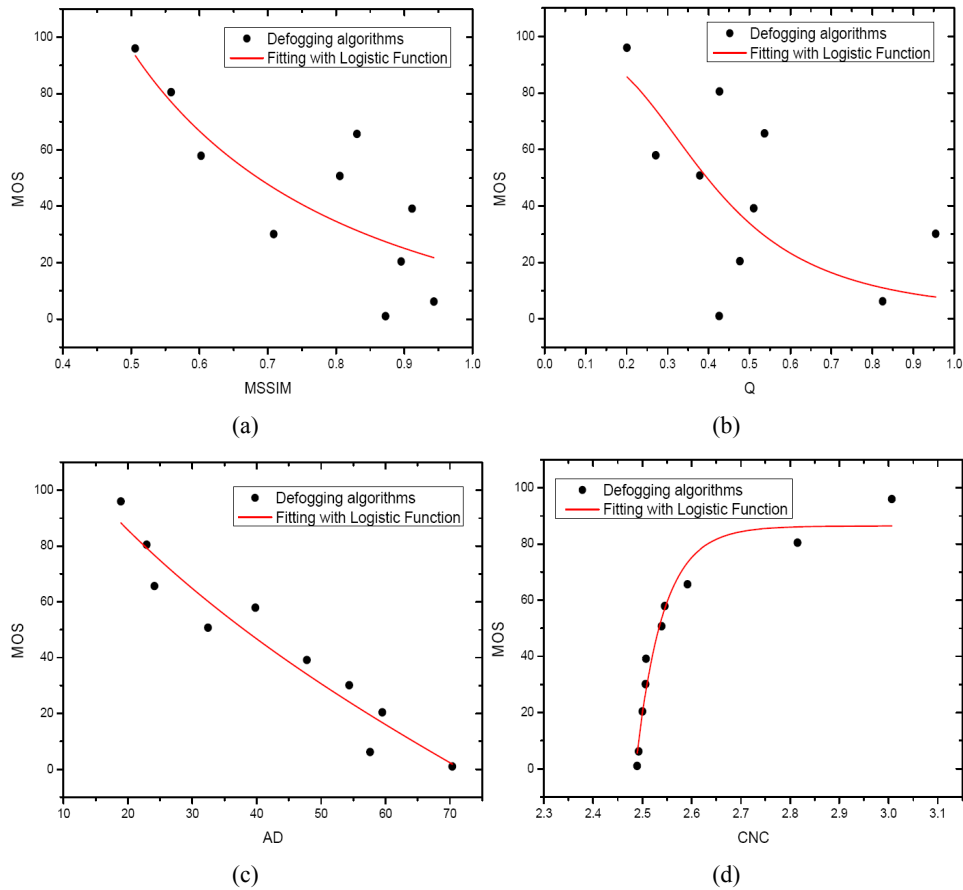 Defogging algorithms
Fitting with Logistic Function
MOS
100
80
60
40
20
0
0.4 0.5 0.6 0.7 0.8 0.9 1.0
MSSIM
(a)
Defogging algorithms
Fitting with Logistic Function
MOS
100
80
60
40
20
0
0.0 0.1 0.2 0.3 0.4 0.5 0.6 0.7 0.8 0.9 1.0
Q
(b)
Defogging algorithms
Fitting with Logistic Function
MOS
100
80
60
40
20
0
10 20 30 40 50 60 70
AD
(c)
Defogging algorithms
Fitting with Logistic Function
MOS
100
80
60
40
20
0
2.3 2.4 2.5 2.6 2.7 2.8 2.9 3.0 3.1
CNC
(d)